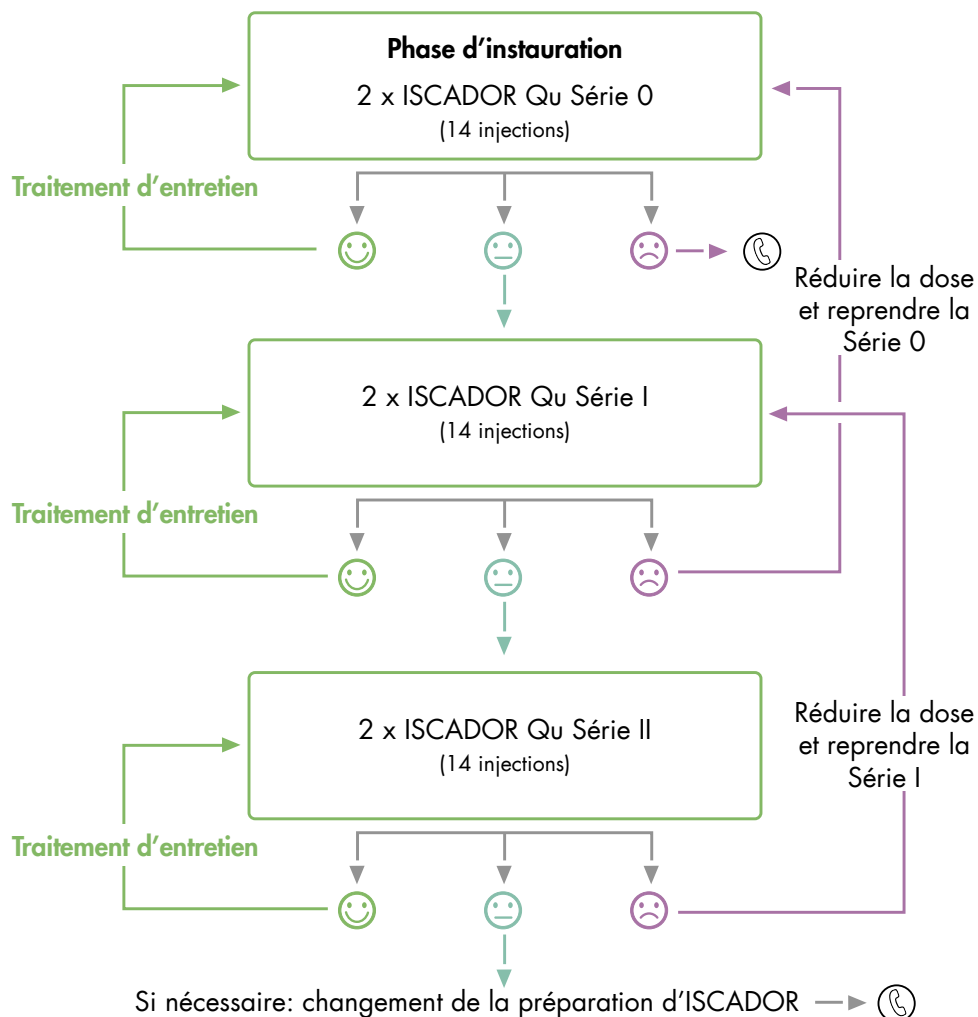 Phase d'instauration
2 x ISCADOR Qu Série 0
(14 injections)
Traitement d'entretien
Réduire la dose
et reprendre la
Série 0
2 x ISCADOR Qu Série I
(14 injections)
Traitement d'entretien
2 x ISCADOR Qu Série II
(14 injections)
Réduire la dose
et reprendre la
Série I
Traitement d'entretien
Si nécessaire: changement de la préparation d'ISCADOR